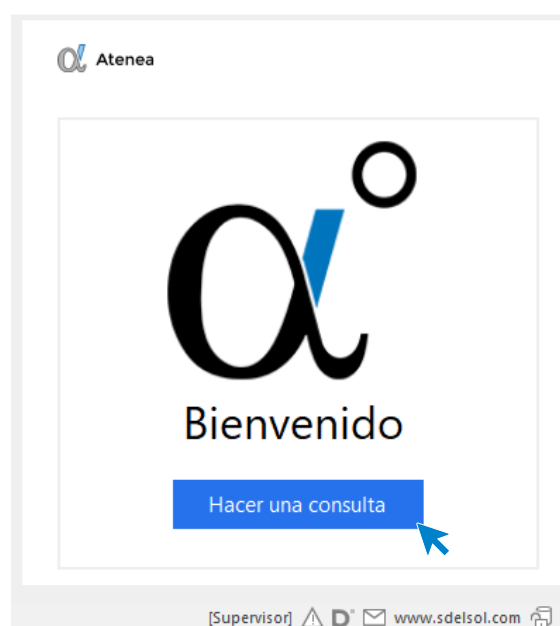 Atenea
Bienvenido
Hacer una consulta
[Supervisor] D° www.sdelsol.com